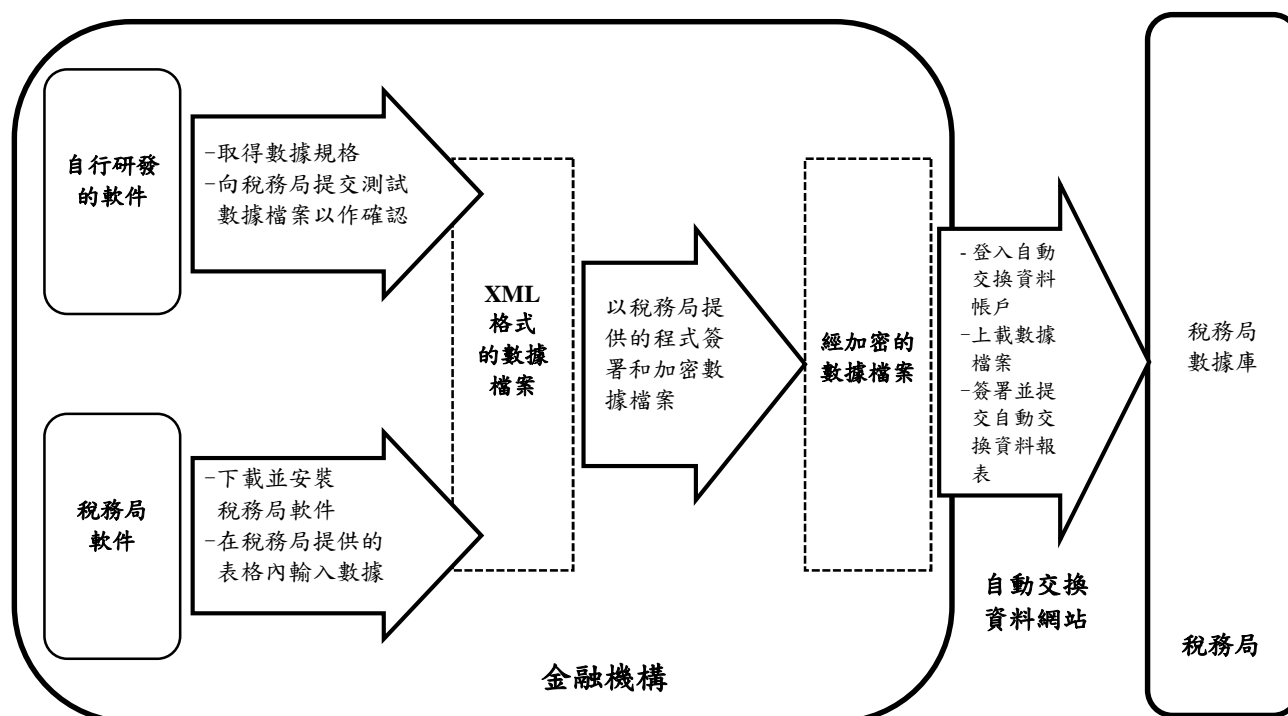 自行研發
的軟件
-取得數據規格
-向稅務局提交測試
數據檔案以作確認
稅務局
軟件
-下載並安裝
稅務局軟件
-在稅務局提供的
表格內輸入數據
XML
格式
的數據
檔案
以稅務局提
供的程式簽
署和加密數
據檔案
經加密的
數據檔案
- 登入自動
交換資料
帳戶
-上載數據
檔案
-簽署並提
交自動交
換資料報
表
自動交換
資料網站
稅務局
數據庫
稅務局
金融機構